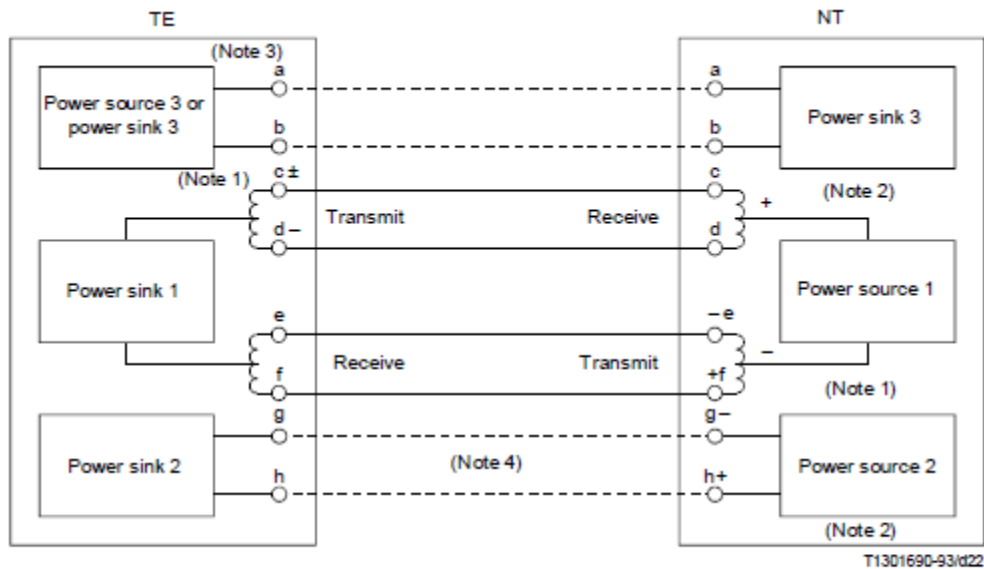 TE
NT
(Note 3)
a
a
Power source 3 or
power sink 3
Power sink 3
b
b
(Note 1)
c ±
c
(Note 2)
+
Transmit
Receive
d –
d
Power sink 1
Power source 1
e
– e
–
Receive
Transmit
f
+f
(Note 1)
g
g–
Power sink 2
(Note 4)
Power source 2
h
h+
(Note 2)
T1301690-93/d22